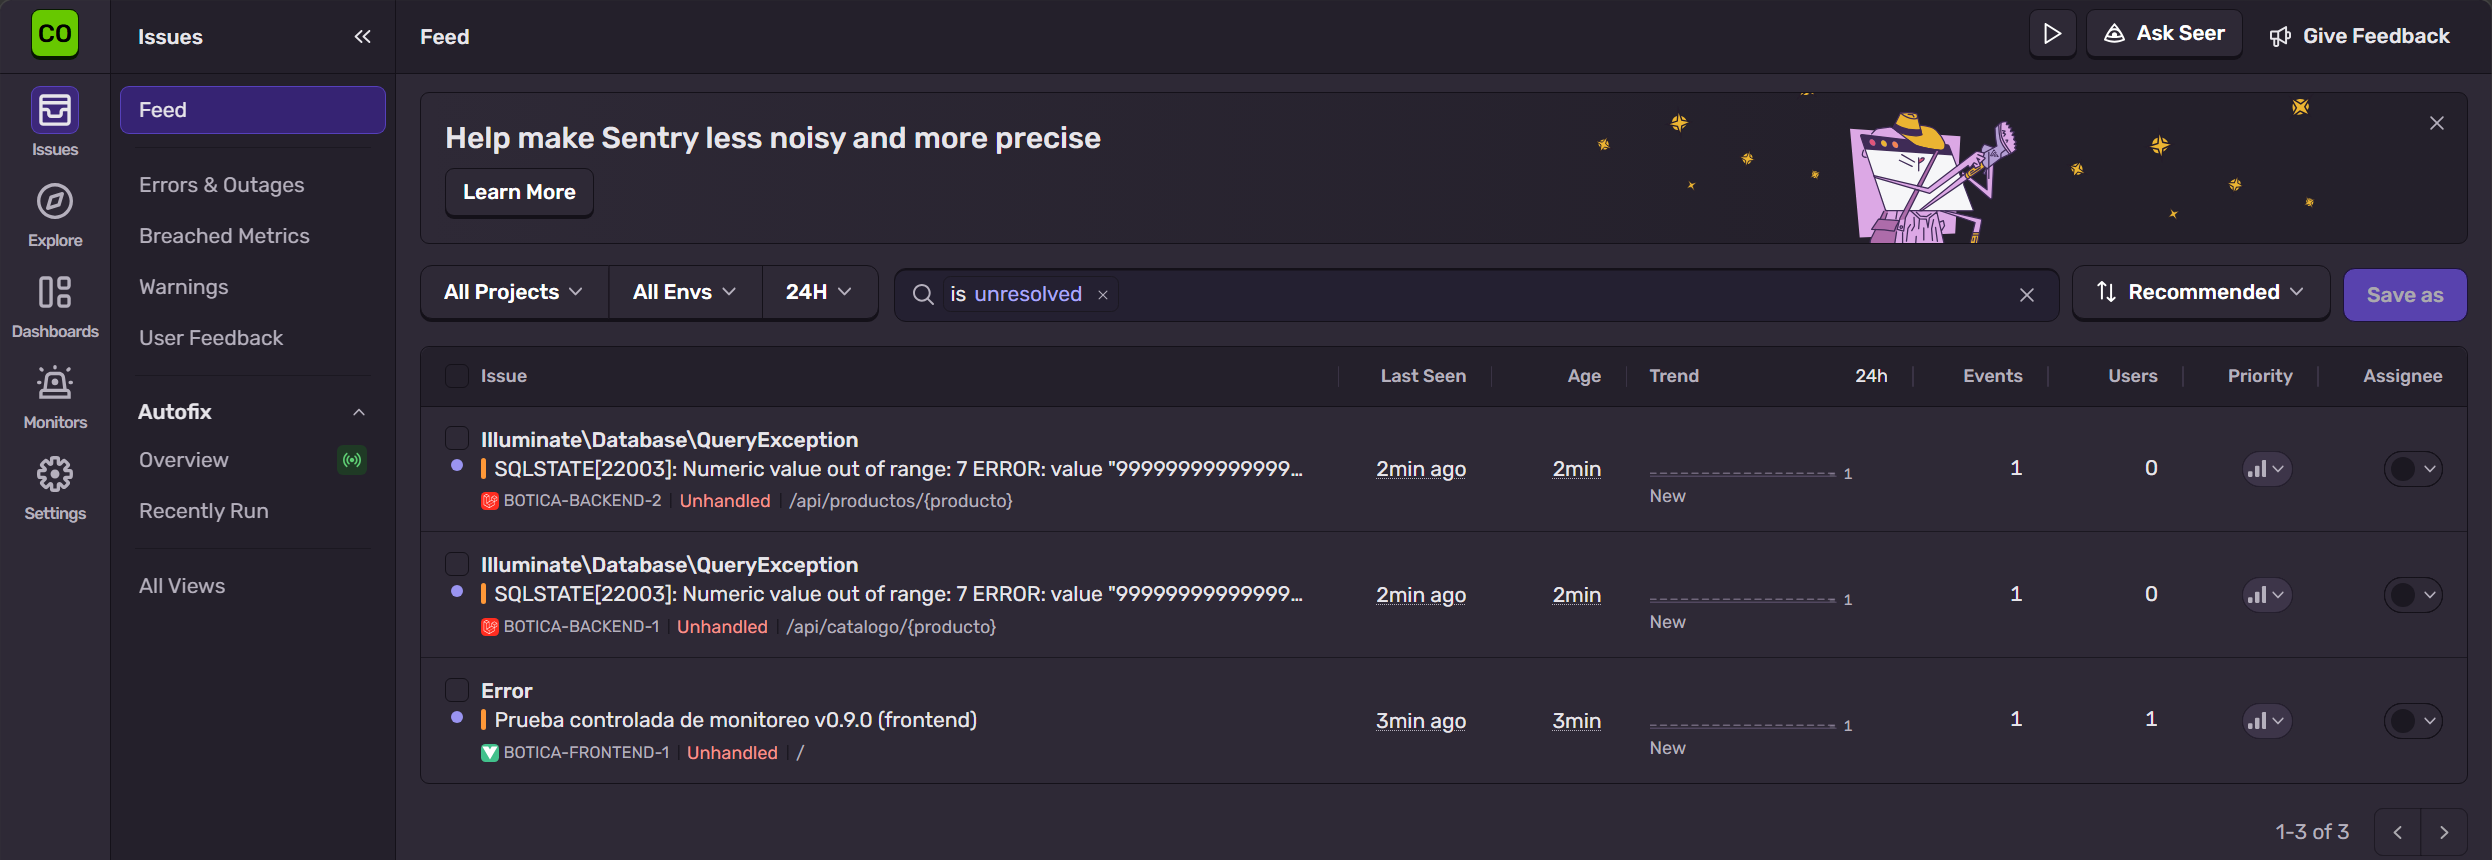 CO
Issues
Feed
Ask Seer
Give Feedback
Issues
Explore
Dashboards
Monitors
Settings
Feed
Errors & Outages
Breached Metrics
Warnings
User Feedback
Autofix
Overview
Recently Run
All Views
Help make Sentry less noisy and more precise
Learn More
All Projects
All Envs
24H
is unresolved
Recommended
Save as
Issue Last Seen Age Trend 24h Events Users Priority Assignee
Illuminate\Database\QueryException
SQLSTATE[22003]: Numeric value out of range: 7 ERROR: value "99999999999999...
BOTICA-BACKEND-2 Unhandled /api/productos/{producto}
2min ago 2min 1 1 0
New
Illuminate\Database\QueryException
SQLSTATE[22003]: Numeric value out of range: 7 ERROR: value "99999999999999...
BOTICA-BACKEND-1 Unhandled /api/catalogo/{producto}
2min ago 2min 1 1 0
New
Error
Prueba controlada de monitoreo v0.9.0 (frontend)
BOTICA-FRONTEND-1 Unhandled /
3min ago 3min 1 1 1
New
1-3 of 3